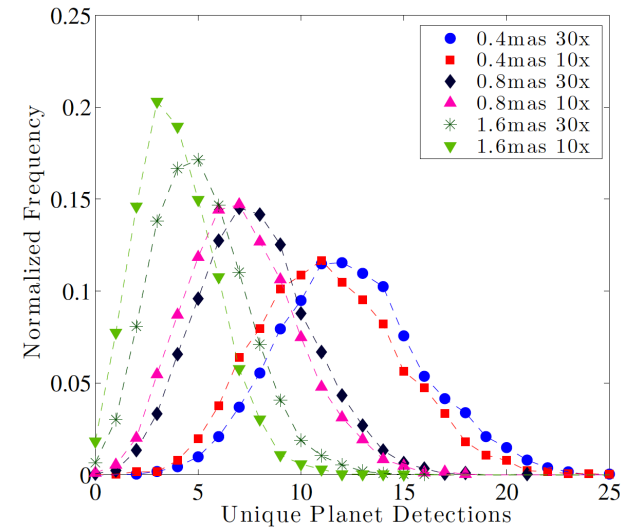 0.25
0.2
0.15
0.1
0.05
0
Normalized Frequency
0.4mas 30x
0.4mas 10x
0.8mas 30x
0.8mas 10x
1.6mas 30x
1.6mas 10x
0 5 10 15 20 25
Unique Planet Detections